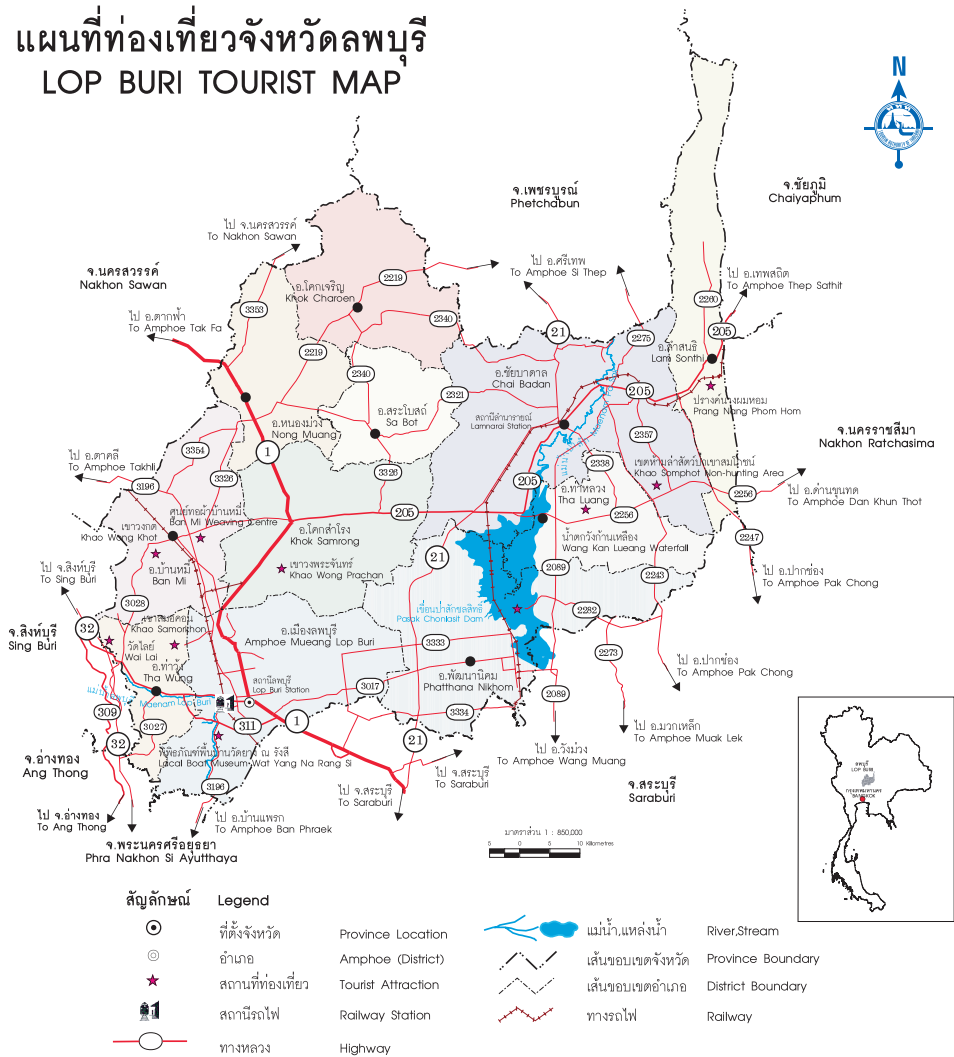 แผนที่ท่องเที่ยวจังหวัดลพบุรี
LOP BURI TOURIST MAP
N
จ.เพชรบูรณ์
Phetchabun
จ.ชัยภูมิ
Chaiyaphum
ไป จ.นครสวรรค์
To Nakhon Sawan
จ.นครสวรรค์
Nakhon Sawan
ไป อ.ศรีเทพ
To Amphoe Si Thep
ไป อ.เทพสถิต
To Amphoe Thep Sathit
2219
อ.โคกเจริญ
Khok Charoen
2260
3353
ไป อ.ตากฟ้า
To Amphoe Tak Fa
2340
21
2275
205
2219
อ.ลำสนธิ
Lam Sonthi
2340
อ.ชัยบาดาล
Chai Badan
2321
205
ปรางค์นางผมหอม
Prang Nang Phom Hom
อ.สระโบสถ์
Sa Bot
สถานีลำนารายณ์
Lamnarai Station
อ.หนองม่วง
Nong Muang
จ.นครราชสีมา
Nakhon Ratchasima
2357
1
3354
ไป อ.ตาคลี
To Amphoe Takhli
3326
3326
2338
Khao Samphot Non-hunting Area
3196
205
อ.ท่าหลวง
Tha Luang
2256
ไป อ.ด่านขุนทด
To Amphoe Dan Khun Thot
ศูนย์ทอผ้าบ้านหมี่
Ban Mi Weaving Centre
205
2256
เขาวงกต
Khao Wong Khot
อ.โคกสำโรง
Khok Samrong
น้ำตกวังก้านเหลือง
Wang Kan Lueang Waterfall
2247
21
ไป จ.สิงห์บุรี
To Sing Buri
อ.บ้านหมี่
Ban Mi
เขาวงพระจันทร์
Khao Wong Prachan
2089
2243
ไป อ.ปากช่อง
To Amphoe Pak Chong
3028
เขื่อนป่าสักชลสิทธิ์
Pasak Chonlasit Dam
2282
เขาสมอคอน
Khao Samorkhon
32
จ.สิงห์บุรี
Sing Buri
วัดไลย์
Wai Lai
อ.เมืองลพบุรี
Amphoe Mueang Lop Buri
3333
2273
อ.ท่าวุ้ง
Tha Wung
สถานีลพบุรี
Lop Buri Station
อ.พัฒนานิคม
Phatthana Nikhom
ไป อ.ปากช่อง
To Amphoe Pak Chong
Maenam Lop Buri
3017
2089
309
3027
311
1
3334
32
21
ไป อ.มวกเหล็ก
To Amphoe Muak Lek
ไป อ.วังม่วง
To Amphoe Wang Muang
พิพิธภัณฑ์พื้นบ้านวัดยาง ณ รังสี
Lacal Boat Museum-Wat Yang Na Rang Si
จ.อ่างทอง
Ang Thong
ไป จ.สระบุรี
To Saraburi
ไป จ.สระบุรี
To Saraburi
3196
จ.สระบุรี
Saraburi
ไป จ.อ่างทอง
To Ang Thong
ไป อ.บ้านแพรก
To Amphoe Ban Phraek
จ.พระนครศรีอยุธยา
Phra Nakhon Si Ayutthaya
มาตราส่วน 1 : 850,000
5 0 5 10 Kilometres
ลพบุรี
LOP BURI
กรุงเทพมหานคร
BANGKOK
สัญลักษณ์ Legend
ที่ตั้งจังหวัด Province Location
อำเภอ Amphoe (District)
สถานที่ท่องเที่ยว Tourist Attraction
สถานีรถไฟ Railway Station
ทางหลวง Highway
แม่น้ำ,แหล่งน้ำ River,Stream
เส้นขอบเขตจังหวัด Province Boundary
เส้นขอบเขตอำเภอ District Boundary
ทางรถไฟ Railway